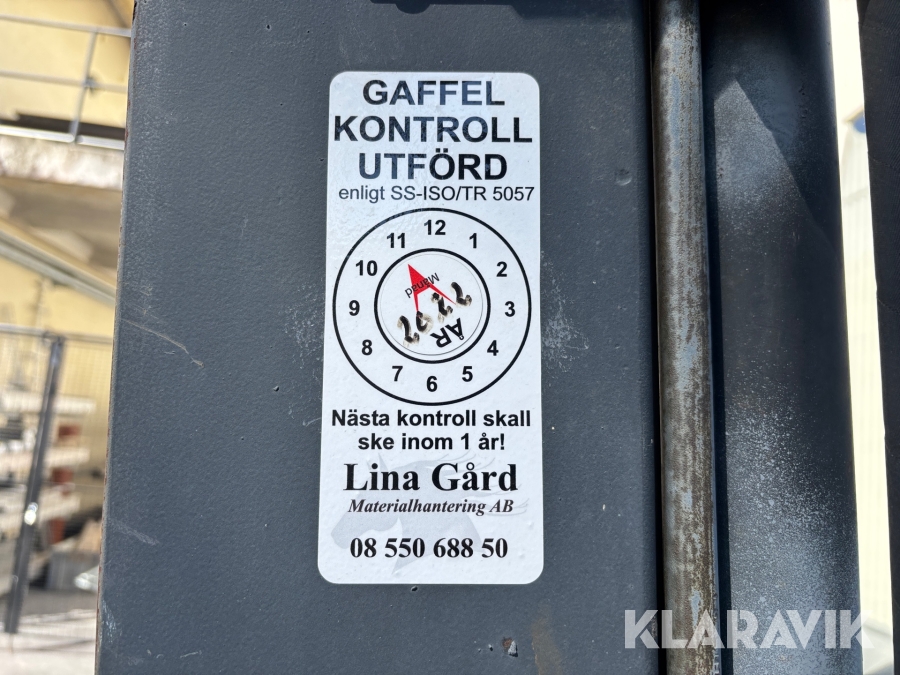 GAFFEL
KONTROLL
UTFÖRD
enligt SS-ISO/TR 5057
12
11
1
10
2
9
3
8
4
7
5
6
Månad
ÅR
Nästa kontroll skall
ske inom 1 år!
Lina Gård
Materialhantering AB
08 550 688 50
KLARAVIK